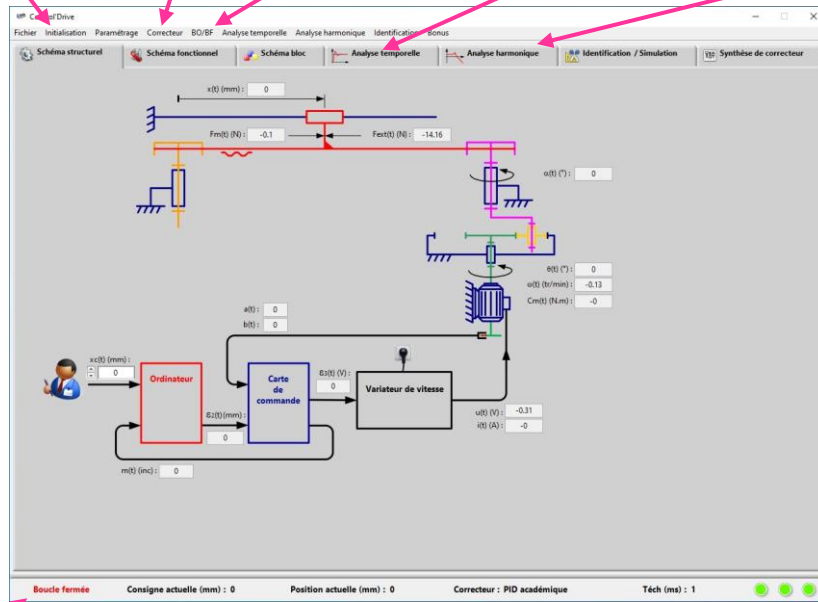 Control'Drive
Fichier Initialisation Paramétrage Correcteur BO/BF Analyse temporelle Analyse harmonique Identification Bonus
Schéma structurel Schéma fonctionnel Schéma bloc Analyse temporelle Analyse harmonique Identification / Simulation Synthèse de correcteur
x(t) (mm) : 0
Fm(t) (N) : -0.1 Fext(t) (N) : -14.16
α(t) (°) : 0
θ(t) (°) : 0
ω(t) (tr/min) : -0.13
Cm(t) (N.m) : -0
a(t) : 0
b(t) : 0
xc(t) (mm) :
0
Ordinateur
ε2(t) (mm) :
0
Carte
de
commande
ε3(t) (V) :
0
Variateur de vitesse
u(t) (V) : -0.31
i(t) (A) : -0
m(t) (inc) : 0
Boucle fermée Consigne actuelle (mm) : 0 Position actuelle (mm) : 0 Correcteur : PID académique Téch (ms) : 1